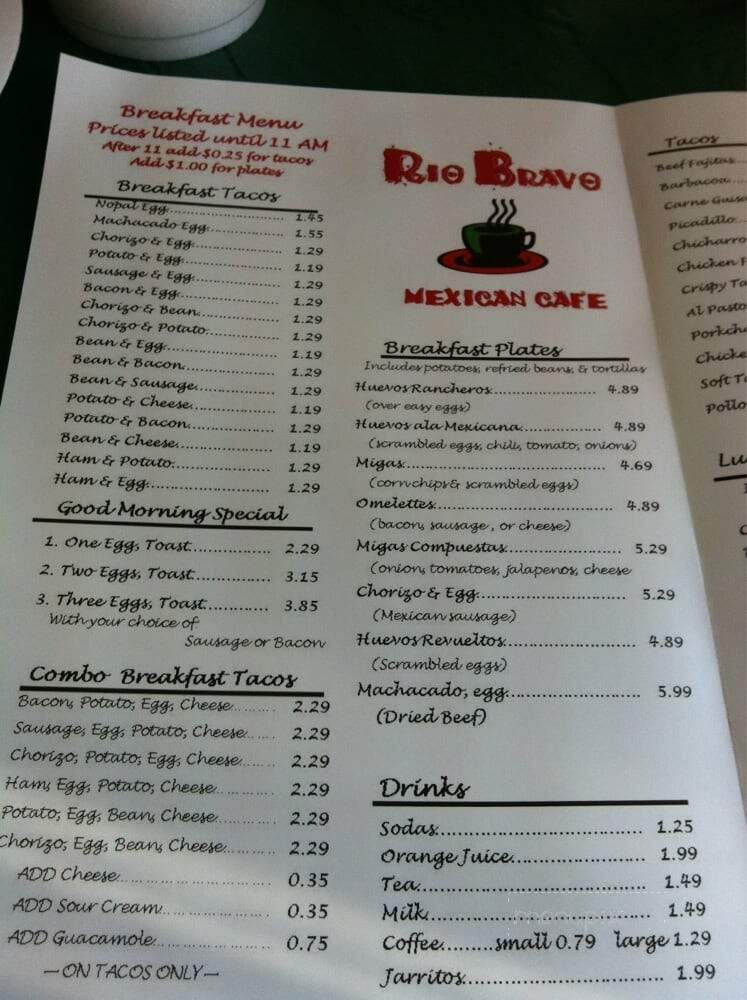 Breakfast Menu
Prices listed until 11 AM
After 11 add $0.25 for tacos
Add $1.00 for plates
Breakfast Tacos
Nopal Egg 1.45
Machacado Egg 1.55
Chorizo & Egg 1.29
Potato & Egg 1.19
Sausage & Egg 1.29
Bacon & Egg 1.29
Chorizo & Bean 1.29
Chorizo & Potato 1.29
Bean & Egg 1.19
Bean & Bacon 1.29
Bean & Sausage 1.29
Potato & Cheese 1.19
Potato & Bacon 1.29
Bean & Cheese 1.19
Ham & Potato 1.29
Ham & Egg 1.29
Good Morning Special
1. One Egg, Toast 2.29
2. Two Eggs, Toast 3.15
3. Three Eggs, Toast 3.85
With your choice of
Sausage or Bacon
Combo Breakfast Tacos
Bacon, Potato, Egg, Cheese 2.29
Sausage, Egg, Potato, Cheese 2.29
Chorizo, Potato, Egg, Cheese 2.29
Ham, Egg, Potato, Cheese 2.29
Potato, Egg, Bean, Cheese 2.29
Chorizo, Egg, Bean, Cheese 2.29
ADD Cheese 0.35
ADD Sour Cream 0.35
ADD Guacamole 0.75
—ON TACOS ONLY—
RIO BRAVO
MEXICAN CAFE
Breakfast Plates
Includes potatoes, refried beans, & tortillas
Huevos Rancheros 4.89
(over easy eggs)
Huevos ala Mexicana 4.89
(scrambled eggs, chili, tomato, onions)
Migas 4.69
(corn chips & scrambled eggs)
Omelettes 4.89
(bacon, sausage, or cheese)
Migas Compuestas 5.29
(onion, tomatoes, jalapenos, cheese
Chorizo & Egg 5.29
(Mexican sausage)
Huevos Revueltos 4.89
(Scrambled eggs)
Machacado, egg 5.99
(Dried Beef)
Drinks
Sodas 1.25
Orange Juice 1.99
Tea 1.49
Milk 1.49
Coffee small 0.79 large 1.29
Jarritos 1.99
Tacos
Beef Fajitas
Barbacoa
Carne Guisa
Picadillo
Chicharro
Chicken F
Crispy Ta
Al Pasto
Porkcho
Chicke
Soft T
Pollo
Lu